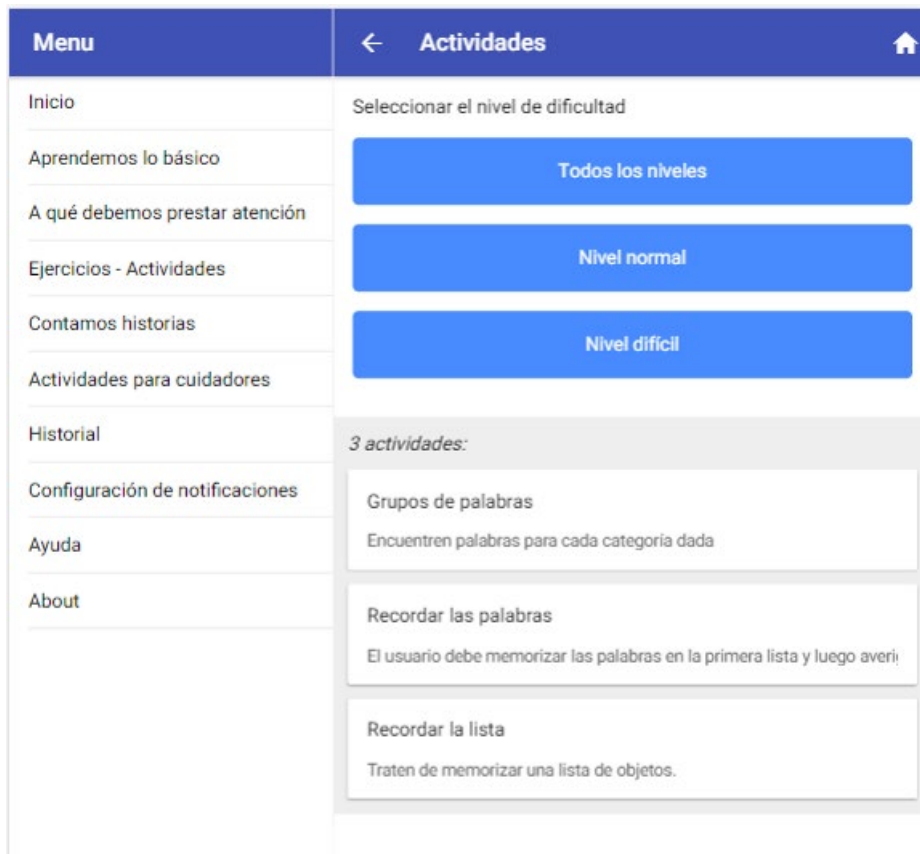 Menu
Inicio
Aprendemos lo básico
A qué debemos prestar atención
Ejercicios - Actividades
Contamos historias
Actividades para cuidadores
Historial
Configuración de notificaciones
Ayuda
About
Actividades
Seleccionar el nivel de dificultad
Todos los niveles
Nivel normal
Nivel difícil
3 actividades:
Grupos de palabras
Encuentren palabras para cada categoría dada
Recordar las palabras
El usuario debe memorizar las palabras en la primera lista y luego
Recordar la lista
Traten de memorizar una lista de objetos.